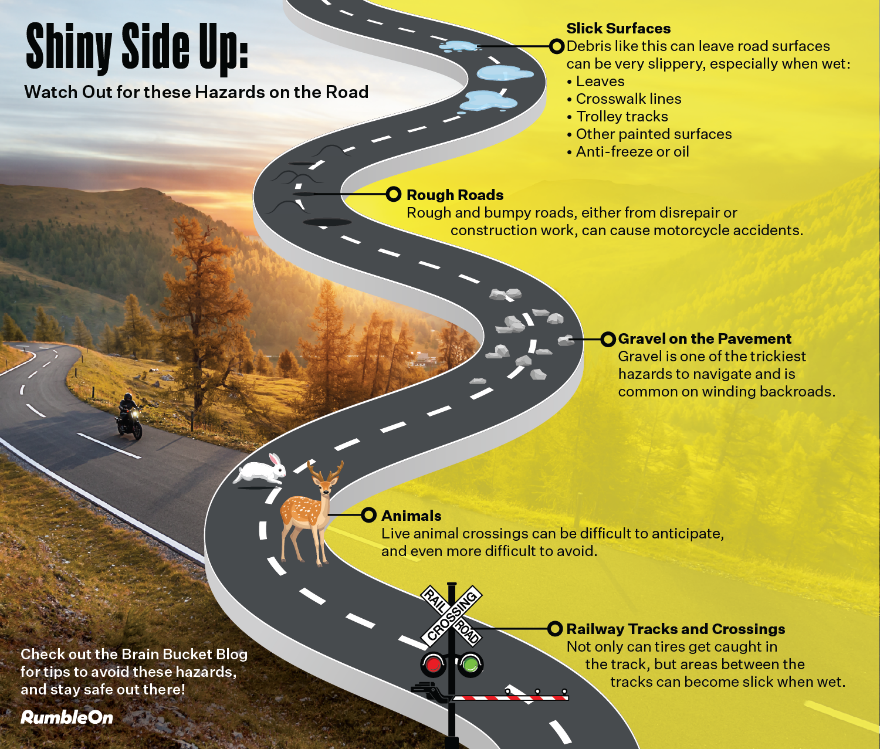 Shiny Side Up:
Watch Out for these Hazards on the Road
Slick Surfaces
Debris like this can leave road surfaces
can be very slippery, especially when wet:
• Leaves
• Crosswalk lines
• Trolley tracks
• Other painted surfaces
• Anti-freeze or oil
Rough Roads
Rough and bumpy roads, either from disrepair or
construction work, can cause motorcycle accidents.
Gravel on the Pavement
Gravel is one of the trickiest
hazards to navigate and is
common on winding backroads.
Animals
Live animal crossings can be difficult to anticipate,
and even more difficult to avoid.
RAIL ROAD
CROSSING
Railway Tracks and Crossings
Not only can tires get caught in
the track, but areas between the
tracks can become slick when wet.
Check out the Brain Bucket Blog
for tips to avoid these hazards,
and stay safe out there!
RumbleOn